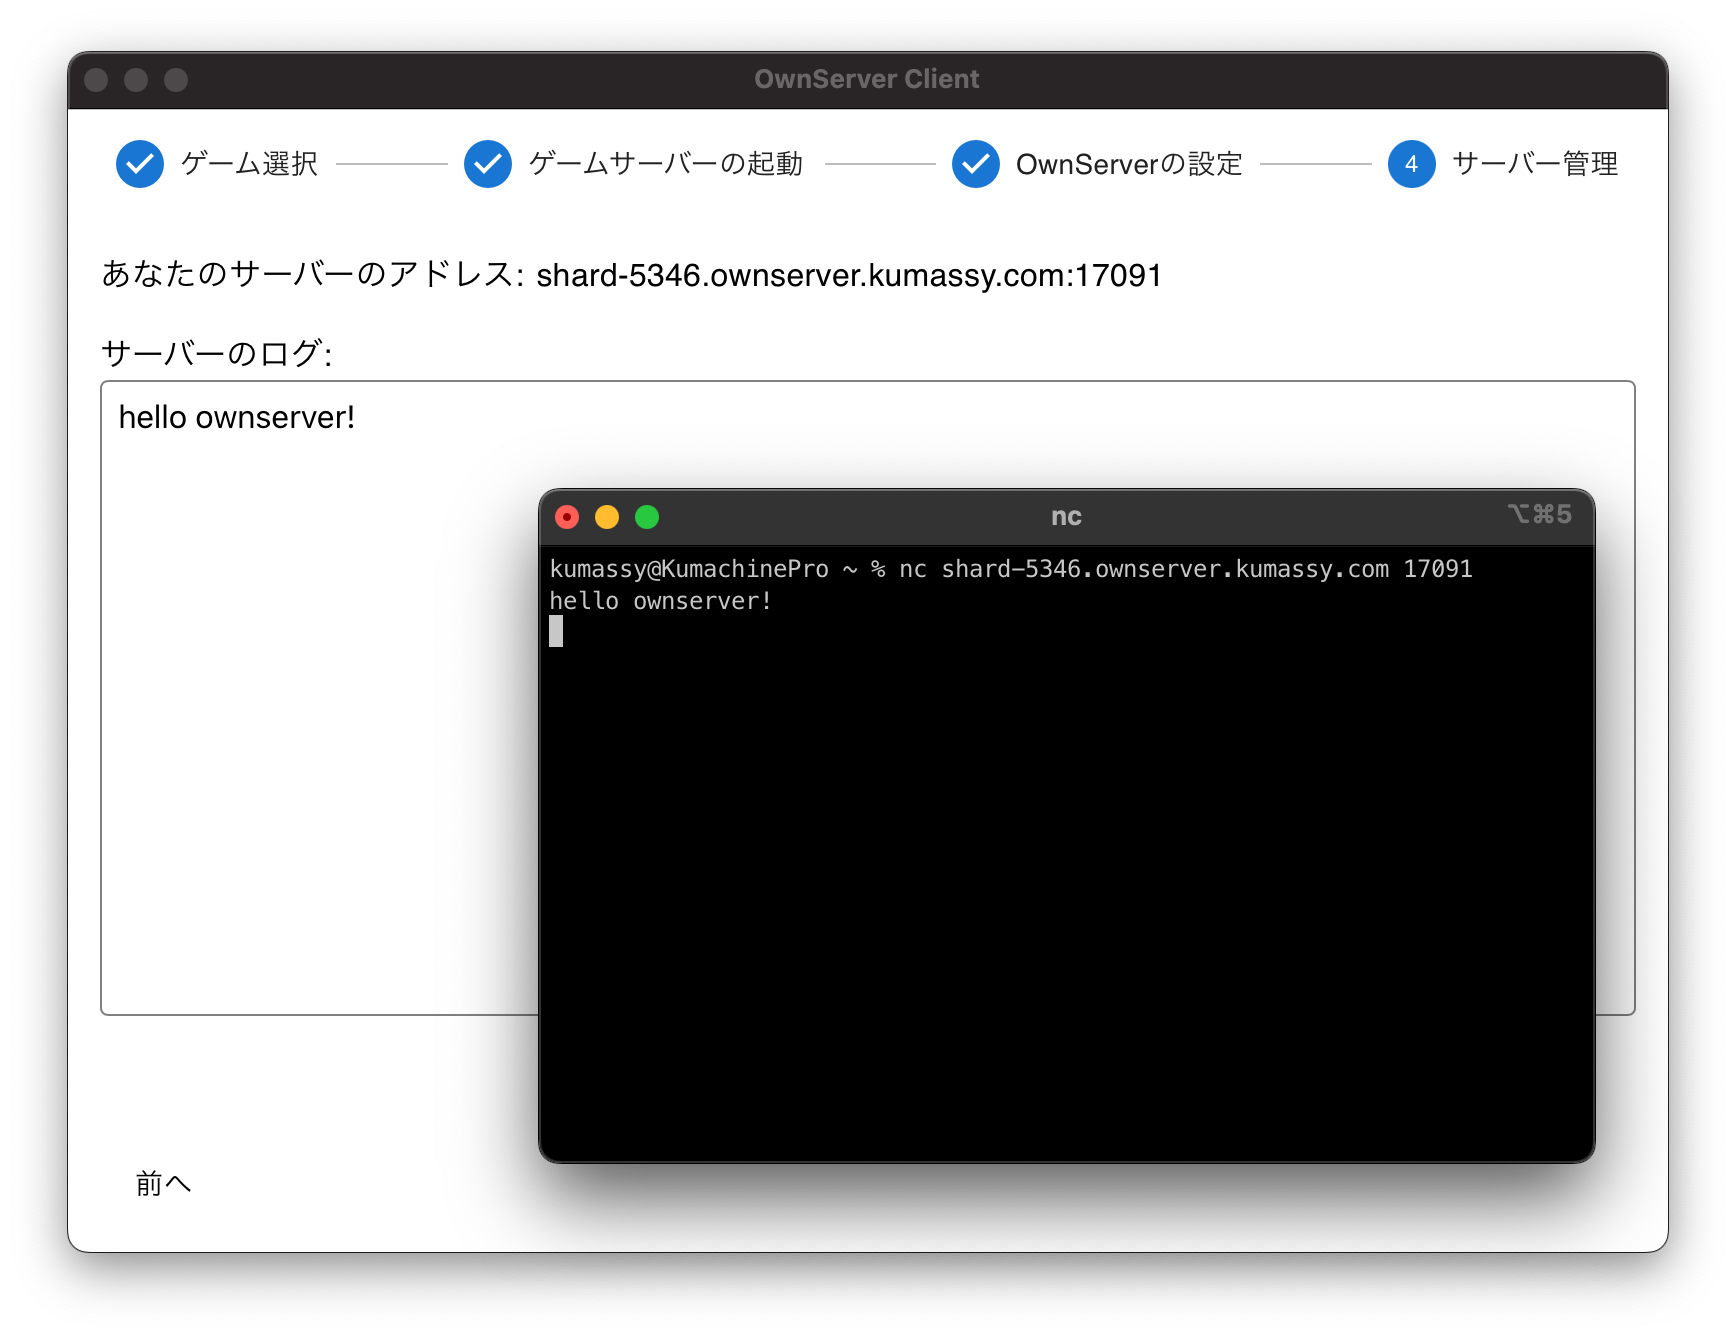 OwnServer Client
ゲーム選択
ゲームサーバーの起動
OwnServerの設定
4 サーバー管理
あなたのサーバーのアドレス: shard-5346.ownserver.kumassy.com:17091
サーバーのログ:
hello ownserver!
nc
⌥⌘5
kumassy@KumachinePro ~ % nc shard-5346.ownserver.kumassy.com 17091
hello ownserver!
前へ